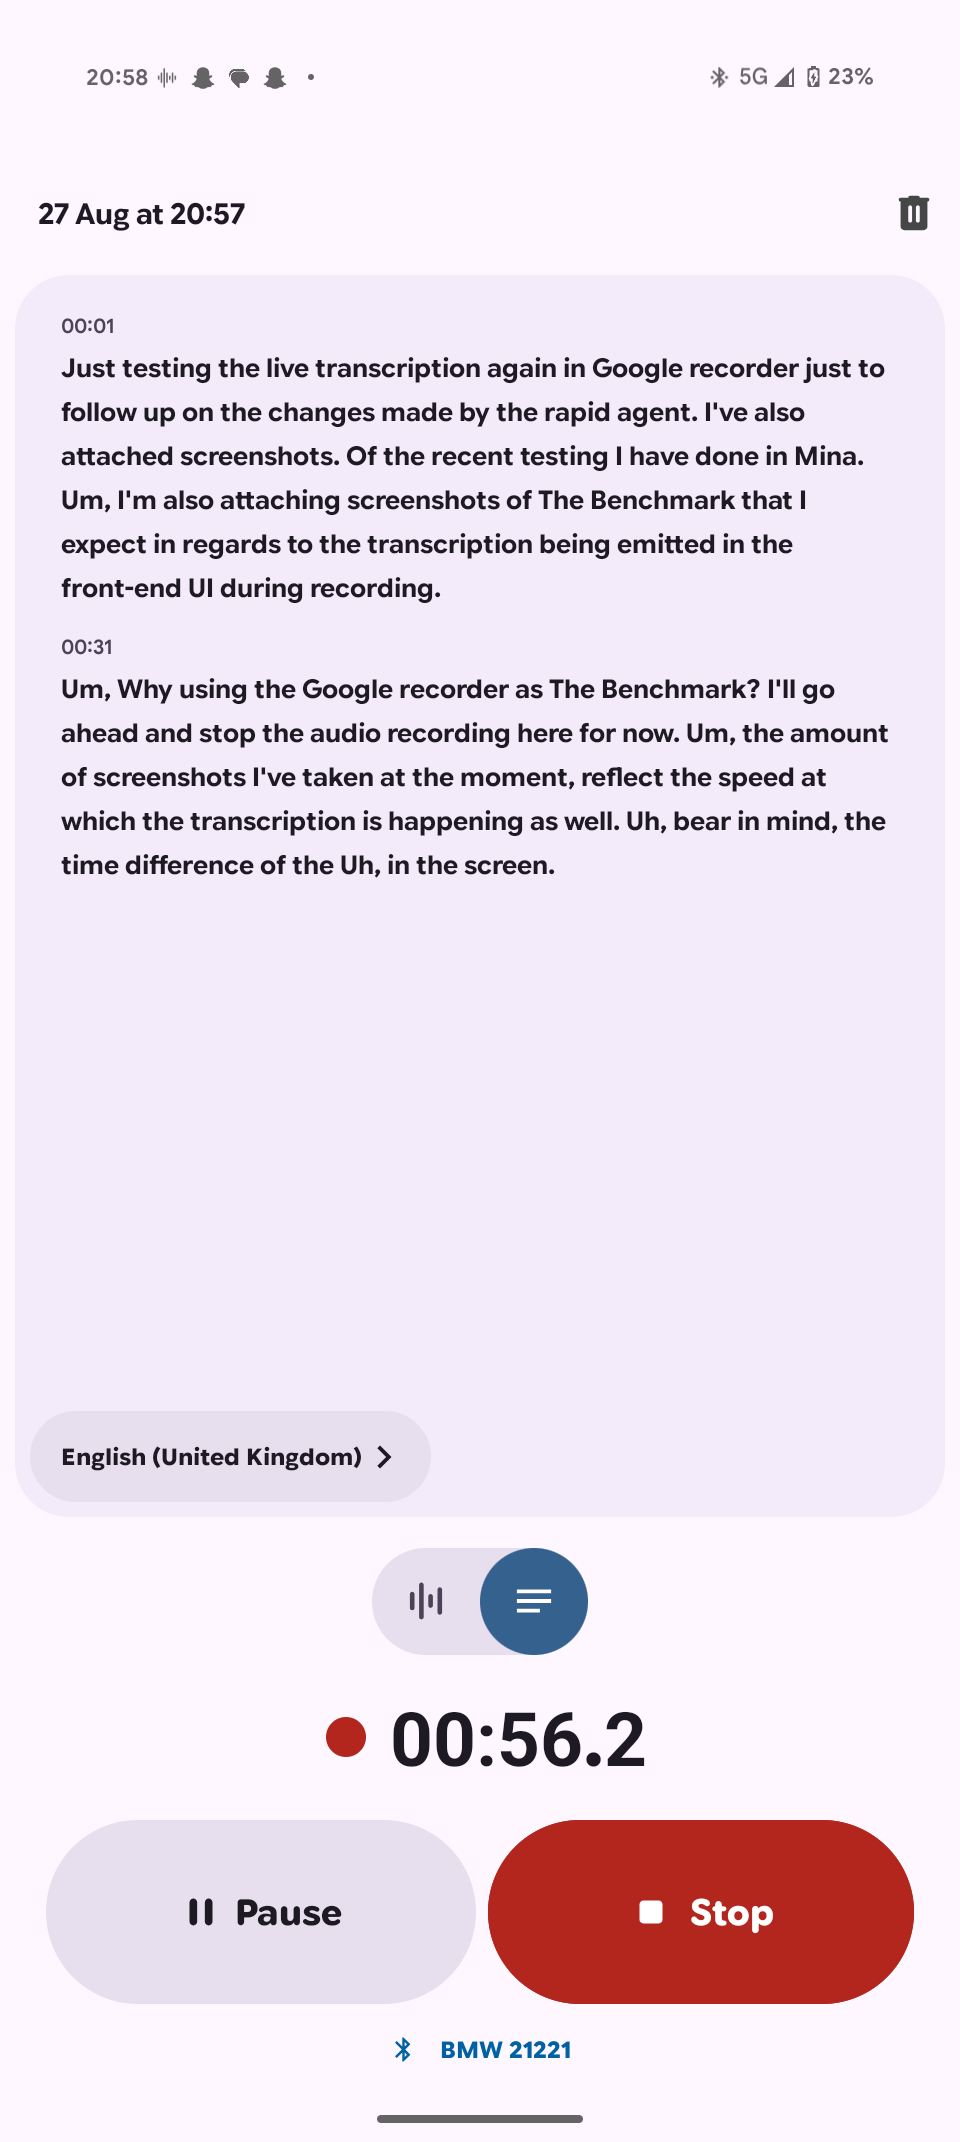 20:58
5G
23%
27 Aug at 20:57
00:01
Just testing the live transcription again in Google recorder just to
follow up on the changes made by the rapid agent. I've also
attached screenshots. Of the recent testing I have done in Mina.
Um, I'm also attaching screenshots of The Benchmark that I
expect in regards to the transcription being emitted in the
front-end UI during recording.
00:31
Um, Why using the Google recorder as The Benchmark? I'll go
ahead and stop the audio recording here for now. Um, the amount
of screenshots I've taken at the moment, reflect the speed at
which the transcription is happening as well. Uh, bear in mind, the
time difference of the Uh, in the screen.
English (United Kingdom)
00:56.2
Pause
Stop
BMW 21221